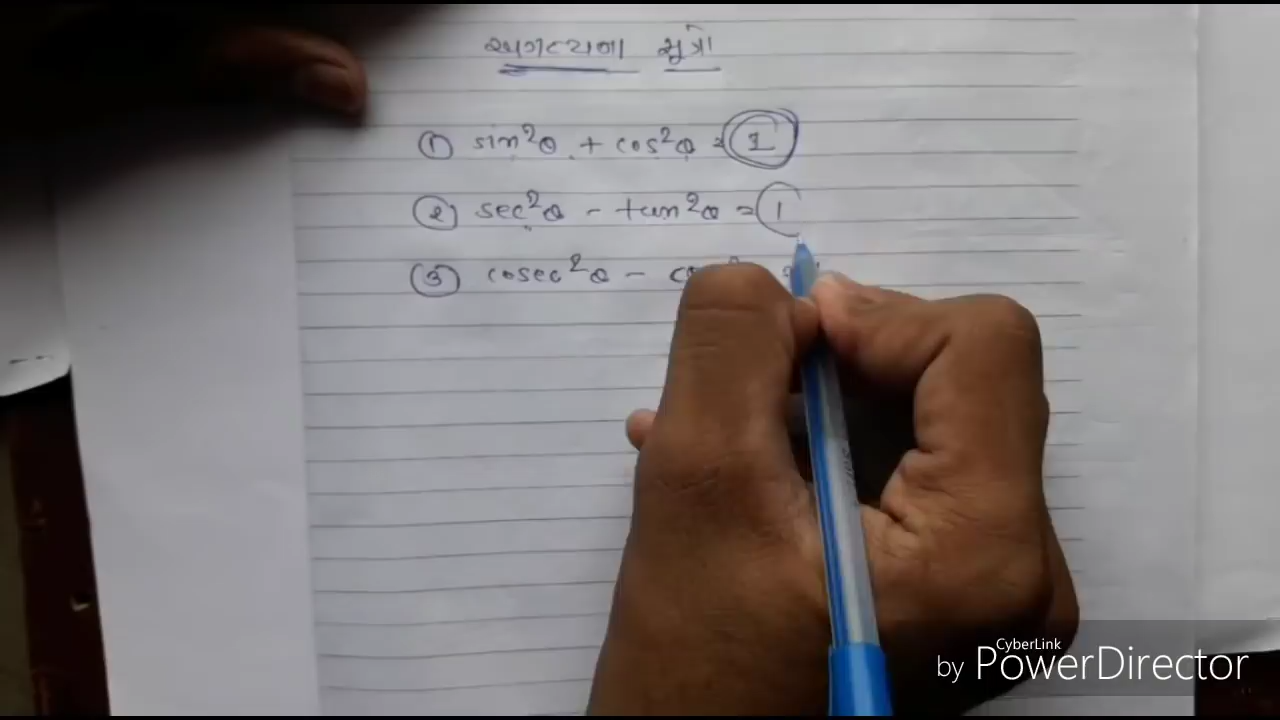 અગત્યના સૂત્રો
① sin²θ + cos²θ = 1
② sec²θ - tan²θ = 1
③ cosec²θ -
CyberLink
by PowerDirector